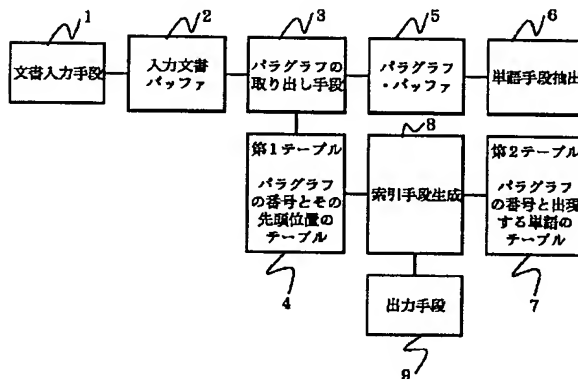 1
2
3
5
6
文書入力手段
入力文書
バッファ
パラグラフの
取り出し手段
パラグラフ
・バッファ
単語手段抽出
8
第1テーブル
パラグラフ
の番号とその
先頭位置の
テーブル
索引手段生成
第2テーブル
パラグラフ
の番号と出現
する単語の
テーブル
4
出力手段
7
9